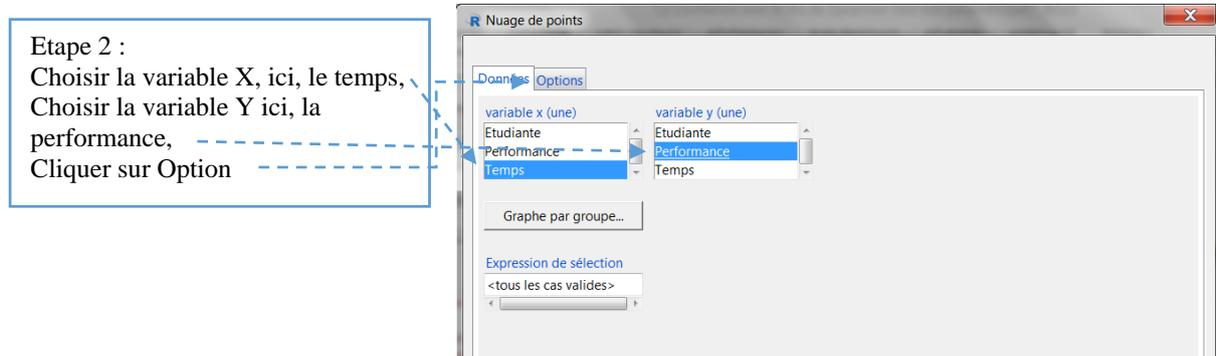 Etape 2 :
Choisir la variable X, ici, le temps,
Choisir la variable Y ici, la
performance,
Cliquer sur Option
Nuage de points
Données Options
variable x (une) variable y (une)
Etudiante Etudiante
Performance Performance
Temps Temps
Graphe par groupe...
Expression de sélection
<tous les cas valides>